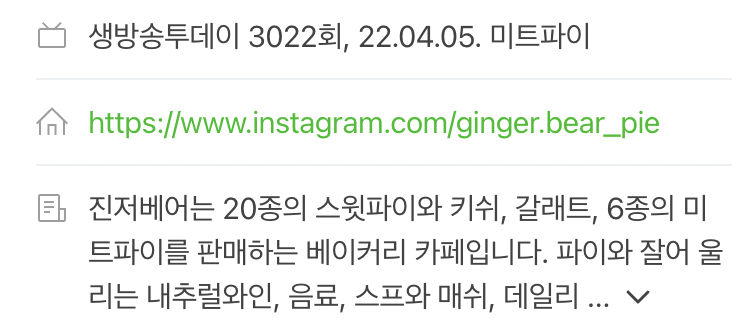 생방송투데이 3022회, 22.04.05. 미트파이
https://www.instagram.com/ginger.bear_pie
진저베어는 20종의 스윗파이와 키쉬, 갈래트, 6종의 미
트파이를 판매하는 베이커리 카페입니다. 파이와 잘어 울
리는 내추럴와인, 음료, 스프와 매쉬, 데일리 ...